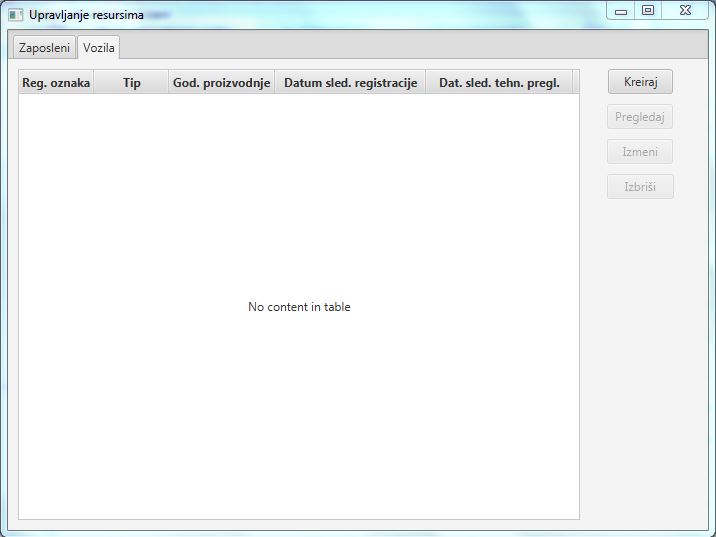 Upravljanje resursima
Zaposleni Vozila
Reg. oznaka Tip God. proizvodnje Datum sled. registracije Dat. sled. tehn. pregl.
Kreiraj
Pregledaj
Izmeni
Izbriši
No content in table